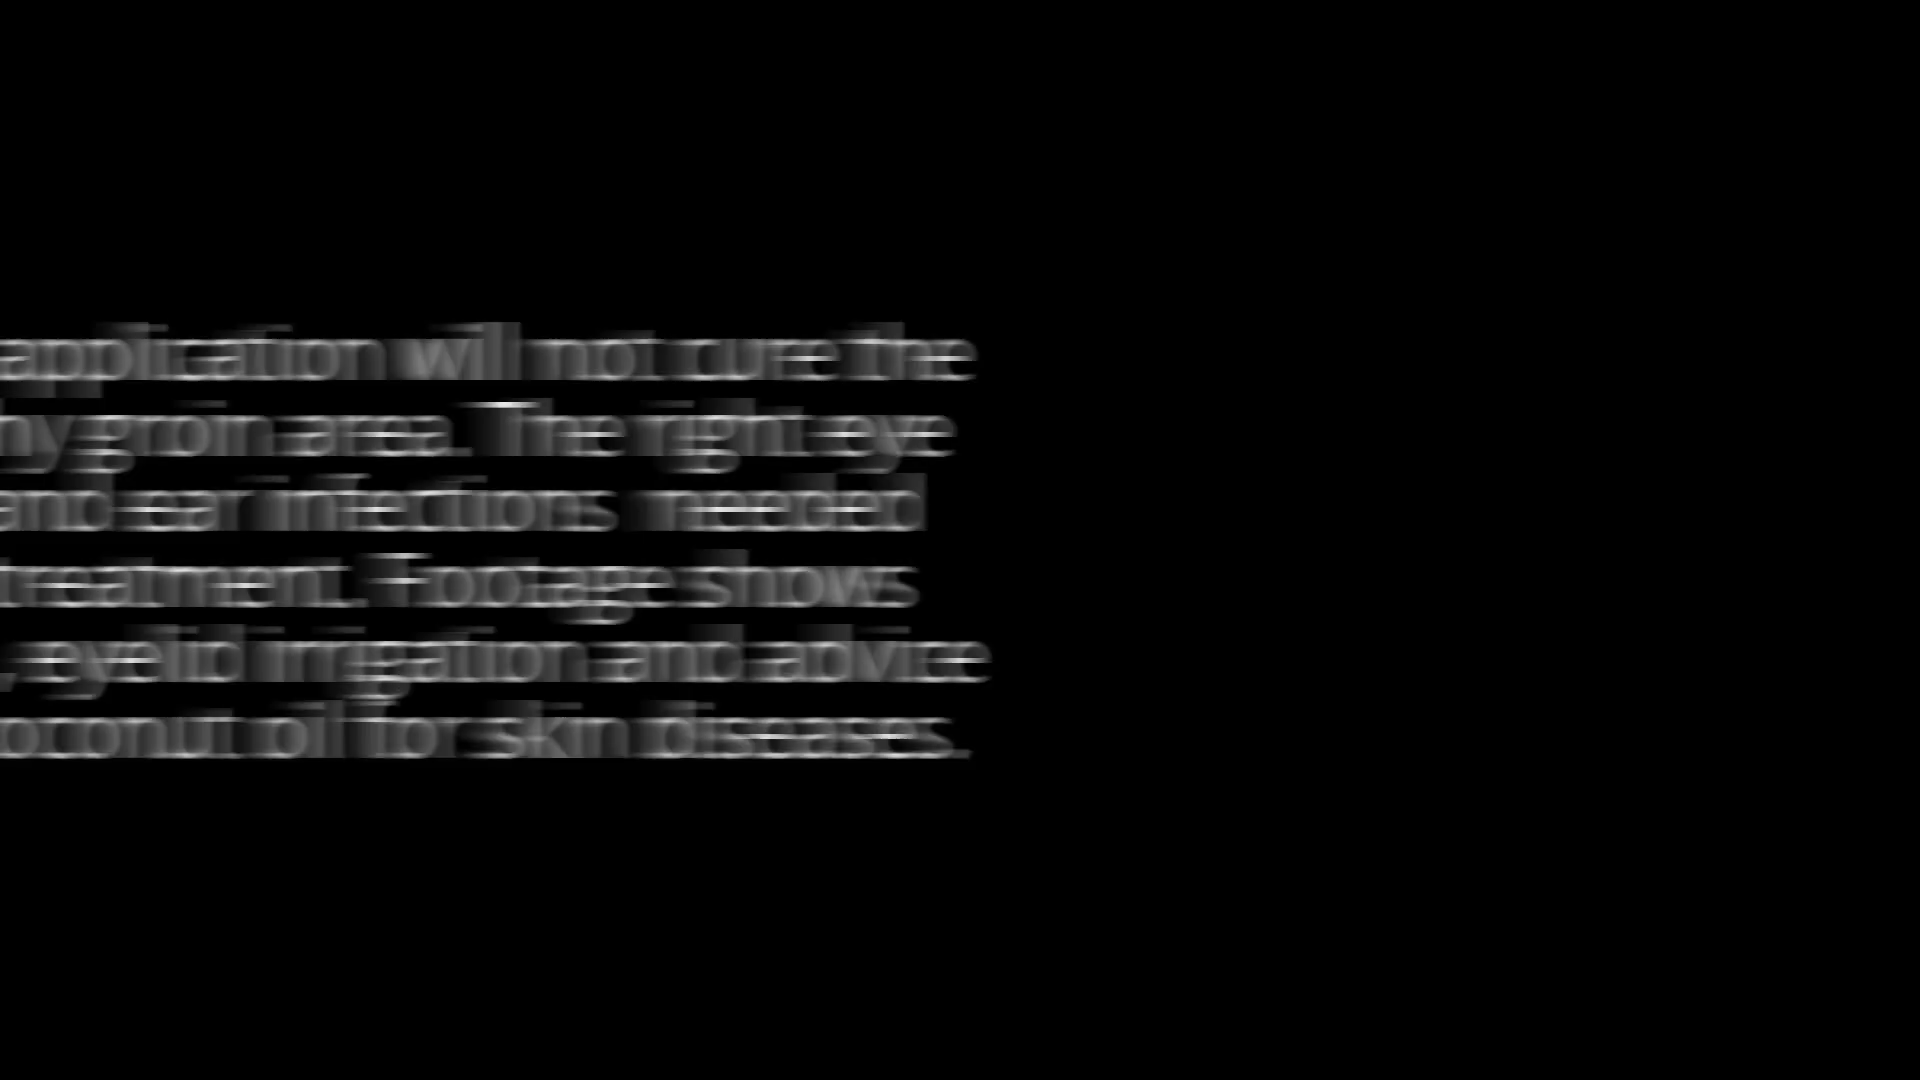 application will not cure the
groin area. The right eye
and ear infections needed
treatment. Footage shows
eyelid irrigation and advice
coconut oil for skin diseases.